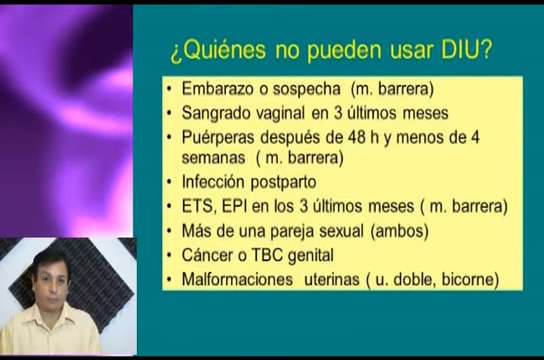 ¿Quiénes no pueden usar DIU?
• Embarazo o sospecha (m. barrera)
• Sangrado vaginal en 3 últimos meses
• Puérperas después de 48 h y menos de 4
semanas ( m. barrera)
• Infección postparto
• ETS, EPI en los 3 últimos meses ( m. barrera)
• Más de una pareja sexual (ambos)
• Cáncer o TBC genital
• Malformaciones uterinas ( u. doble, bicorne)